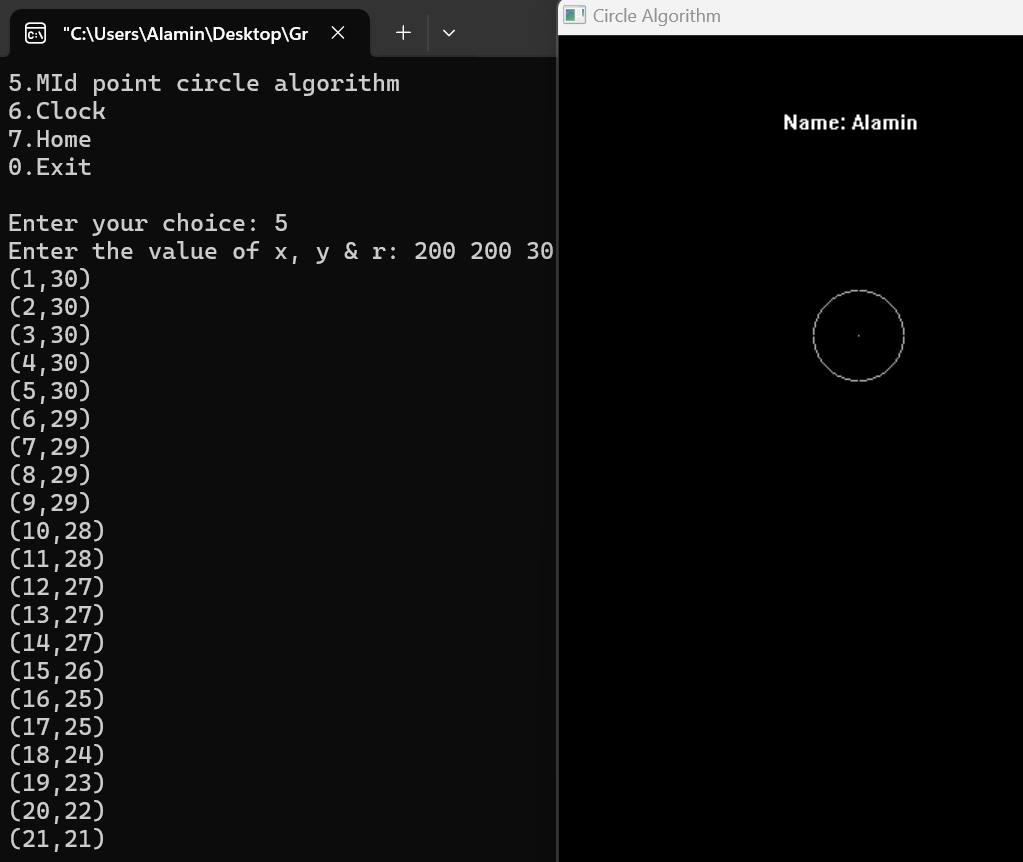 "C:\Users\Alamin\Desktop\Gr
5.MId point circle algorithm
6.Clock
7.Home
0.Exit
Enter your choice: 5
Enter the value of x, y & r: 200 200 30
(1,30)
(2,30)
(3,30)
(4,30)
(5,30)
(6,29)
(7,29)
(8,29)
(9,29)
(10,28)
(11,28)
(12,27)
(13,27)
(14,27)
(15,26)
(16,25)
(17,25)
(18,24)
(19,23)
(20,22)
(21,21)
Circle Algorithm
Name: Alamin